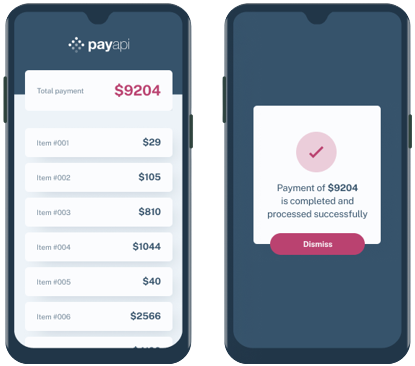 payapi
Total payment $9204
Item #001 $29
Item #002 $105
Item #003 $810
Item #004 $1044
Item #005 $40
Item #006 $2566
Payment of $9204
is completed and
processed successfully
Dismiss